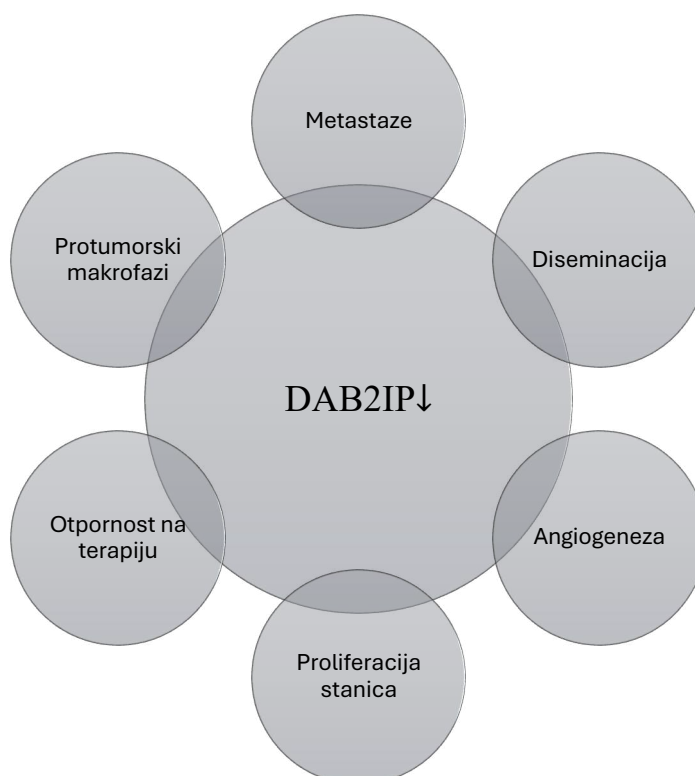 Metastaze
Protumorski
makrofazi
Diseminacija
DAB2IP↓
Otpornost na
terapiju
Angiogeneza
Proliferacija
stanica